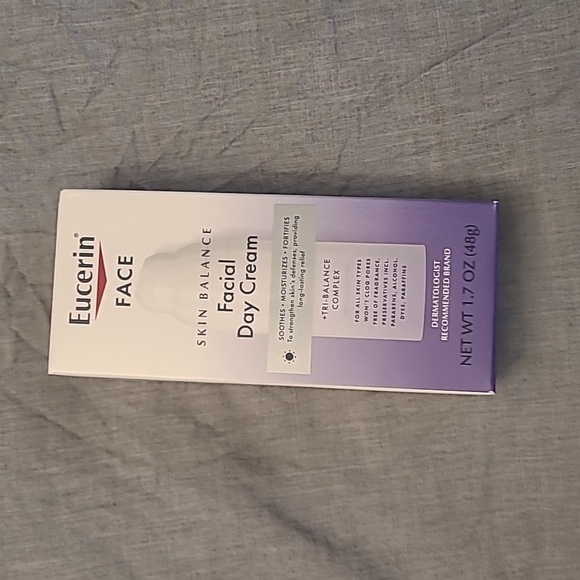 Eucerin®
FACE
SKIN BALANCE
Facial
Day Cream
SOOTHES • MOISTURIZES • FORTIFIES
To strengthen skin's defenses, providing
long-lasting relief
+TRI-BALANCE
COMPLEX
FOR ALL SKIN TYPES
WON'T CLOG PORES
FREE OF FRAGRANCE,
PRESERVATIVES INCL.
PARABENS, ALCOHOL,
DYES, PARAFFINS
DERMATOLOGIST
RECOMMENDED BRAND
NET WT 1.7 OZ (48g)